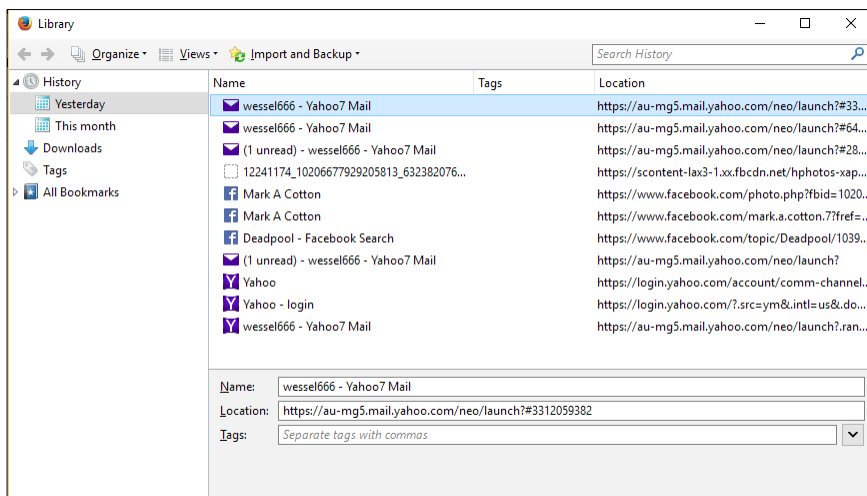 Library
Organize Views Import and Backup Search History
History
Yesterday
This month
Downloads
Tags
All Bookmarks
Name Tags Location
wessel666 - Yahoo7 Mail https://au-mg5.mail.yahoo.com/neo/launch?#33...
wessel666 - Yahoo7 Mail https://au-mg5.mail.yahoo.com/neo/launch?#64...
(1 unread) - wessel666 - Yahoo7 Mail https://au-mg5.mail.yahoo.com/neo/launch?#28...
12241174_10206677929205813_632382076... https://scontent-lax3-1.xx.fbcdn.net/hphotos-xap...
Mark A Cotton https://www.facebook.com/photo.php?fbid=1020...
Mark A Cotton https://www.facebook.com/mark.a.cotton.7?fref=...
Deadpool - Facebook Search https://www.facebook.com/topic/Deadpool/1039...
(1 unread) - wessel666 - Yahoo7 Mail https://au-mg5.mail.yahoo.com/neo/launch?
Yahoo https://login.yahoo.com/account/comm-channel...
Yahoo - login https://login.yahoo.com/?.src=ym&.intl=us&.do...
wessel666 - Yahoo7 Mail https://au-mg5.mail.yahoo.com/neo/launch?.ran...
Name: wessel666 - Yahoo7 Mail
Location: https://au-mg5.mail.yahoo.com/neo/launch?#3312059382
Tags: Separate tags with commas